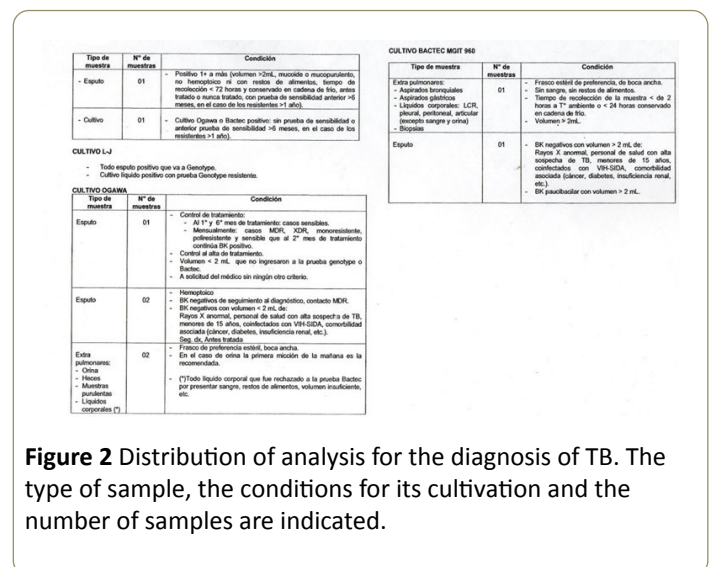 Tipo de muestra | N° de muestras | Condición
- Esputo | 01 | - Positivo 1+ a más (volumen >2mL, mucoide o mucopurulento,
no hemoptoico ni con restos de alimentos, tiempo de
recolección < 72 horas y conservado en cadena de frío, antes
tratado o nunca tratado, con prueba de sensibilidad anterior >6
meses, en el caso de los resistentes >1 año).
- Cultivo | 01 | - Cultivo Ogawa o Bactec positivo: sin prueba de sensibilidad o
anterior prueba de sensibilidad >6 meses, en el caso de los
resistentes >1 año).
CULTIVO L-J
- Todo esputo positivo que va a Genotype.
- Cultivo líquido positivo con prueba Genotype resistente.
CULTIVO OGAWA
Tipo de muestra | N° de muestras | Condición
Esputo | 01 | - Control de tratamiento:
- Al 1° y 6° mes de tratamiento: casos sensibles.
- Mensualmente: casos MDR, XDR, monoresistente,
poliresistente y sensible que al 2° mes de tratamiento
continúa BK positivo.
- Control al alta de tratamiento.
- Volumen < 2 mL que no ingresaron a la prueba genotype o
Bactec.
- A solicitud del médico sin ningún otro criterio.
Esputo | 02 | - Hemoptoico
- BK negativos de seguimiento al diagnóstico, contacto MDR.
- BK negativos con volumen < 2 mL de:
Rayos X anormal, personal de salud con alta sospecha de TB,
menores de 15 años, coinfectados con VIH-SIDA, comorbilidad
asociada (cáncer, diabetes, insuficiencia renal, etc.).
Seg. dx, Antes tratada
Extra
pulmonares:
- Orina
- Heces
- Muestras
purulentas
- Líquidos
corporales (*)
02
- Frasco de preferencia estéril, boca ancha.
- En el caso de orina la primera micción de la mañana es la
recomendada.
- (*)Todo líquido corporal que fue rechazado a la prueba Bactec
por presentar sangre, restos de alimentos, volumen insuficiente,
etc.
CULTIVO BACTEC MGIT 960
Tipo de muestra | N° de muestras | Condición
Extra pulmonares:
- Aspirados bronquiales
- Aspirados gástricos
- Líquidos corporales: LCR,
pleural, peritoneal, articular
(excepto sangre y orina)
- Biopsias
01
- Frasco estéril de preferencia, de boca ancha.
- Sin sangre, sin restos de alimentos.
- Tiempo de recolección de la muestra < de 2
horas a T° ambiente o < 24 horas conservado
en cadena de frío.
- Volumen > 2mL.
Esputo | 01 | - BK negativos con volumen > 2 mL de:
Rayos X anormal, personal de salud con alta
sospecha de TB, menores de 15 años,
coinfectados con VIH-SIDA, comorbilidad
asociada (cáncer, diabetes, insuficiencia renal,
etc.).
- BK paucibacilar con volumen > 2 mL.
Figure 2 Distribution of analysis for the diagnosis of TB. The
type of sample, the conditions for its cultivation and the
number of samples are indicated.